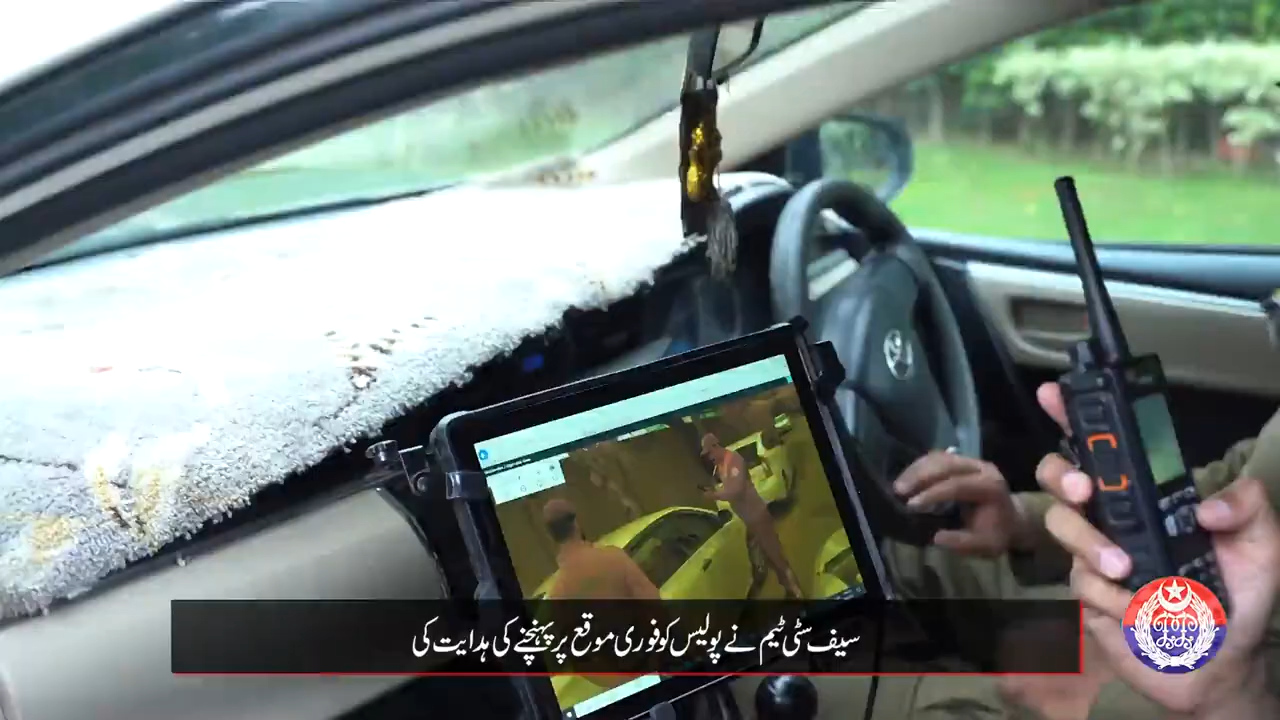 سیف سٹی ٹیم نے پولیس کو فوری موقع پر پہنچنے کی ہدایت کی